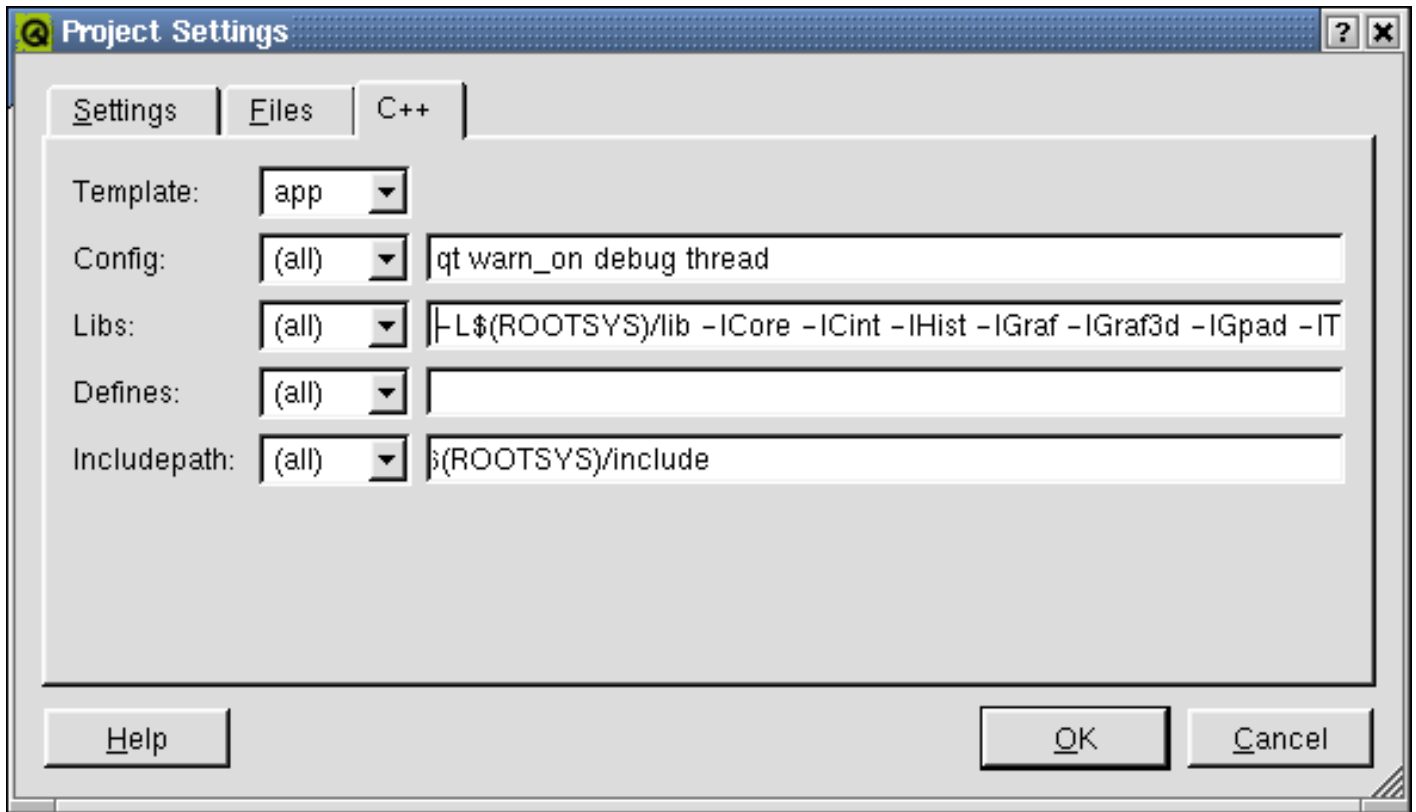 Project Settings
Settings Files C++
Template: app
Config: (all) qt warn_on debug thread
Libs: (all) -L$(ROOTSYS)/lib -lCore -lCint -lHist -lGraf -lGraf3d -lGpad -lT
Defines: (all)
Includepath: (all) $(ROOTSYS)/include
Help OK Cancel